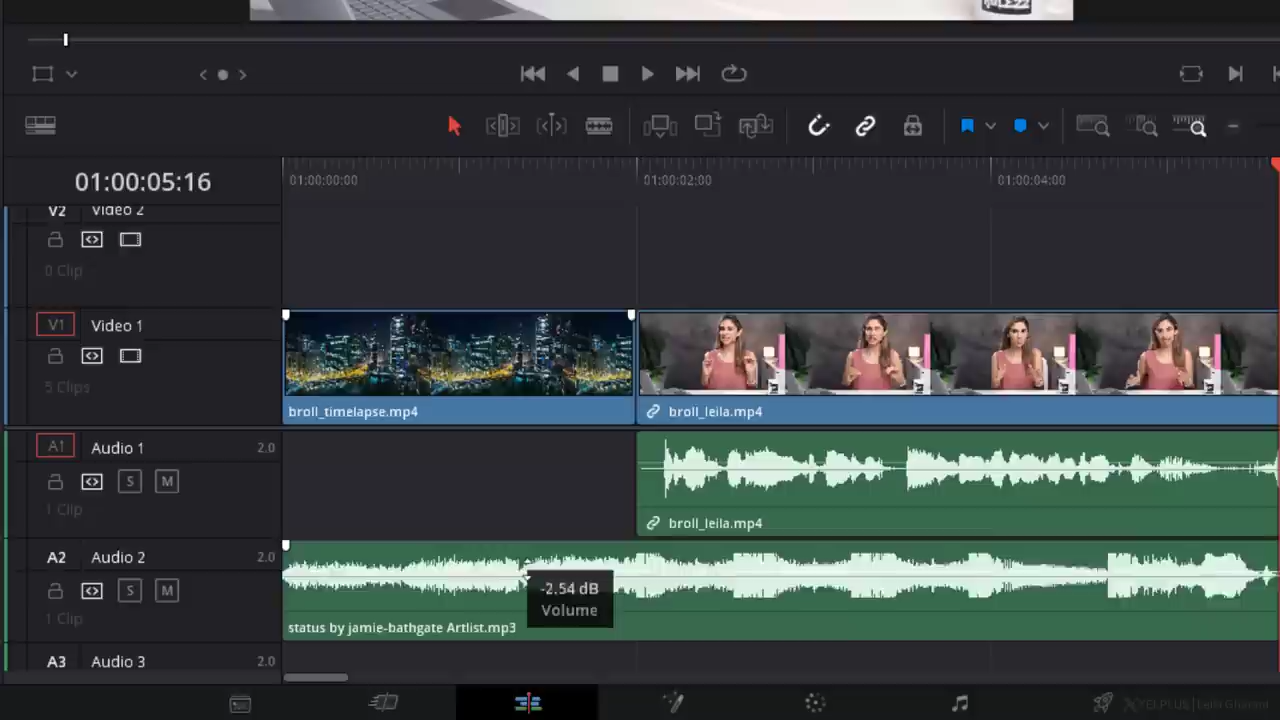 01:00:05:16
01:00:00:00
01:00:02:00
01:00:04:00
V2 Video 2
0 Clip
V1 Video 1
5 Clips
broll_timelapse.mp4
broll_leila.mp4
A1 Audio 1 2.0
1 Clip
S M
broll_leila.mp4
A2 Audio 2 2.0
S M
-2.54 dB
Volume
1 Clip
status by jamie-bathgate Artlist.mp3
A3 Audio 3 2.0
XELPLUS | Leila Gharani